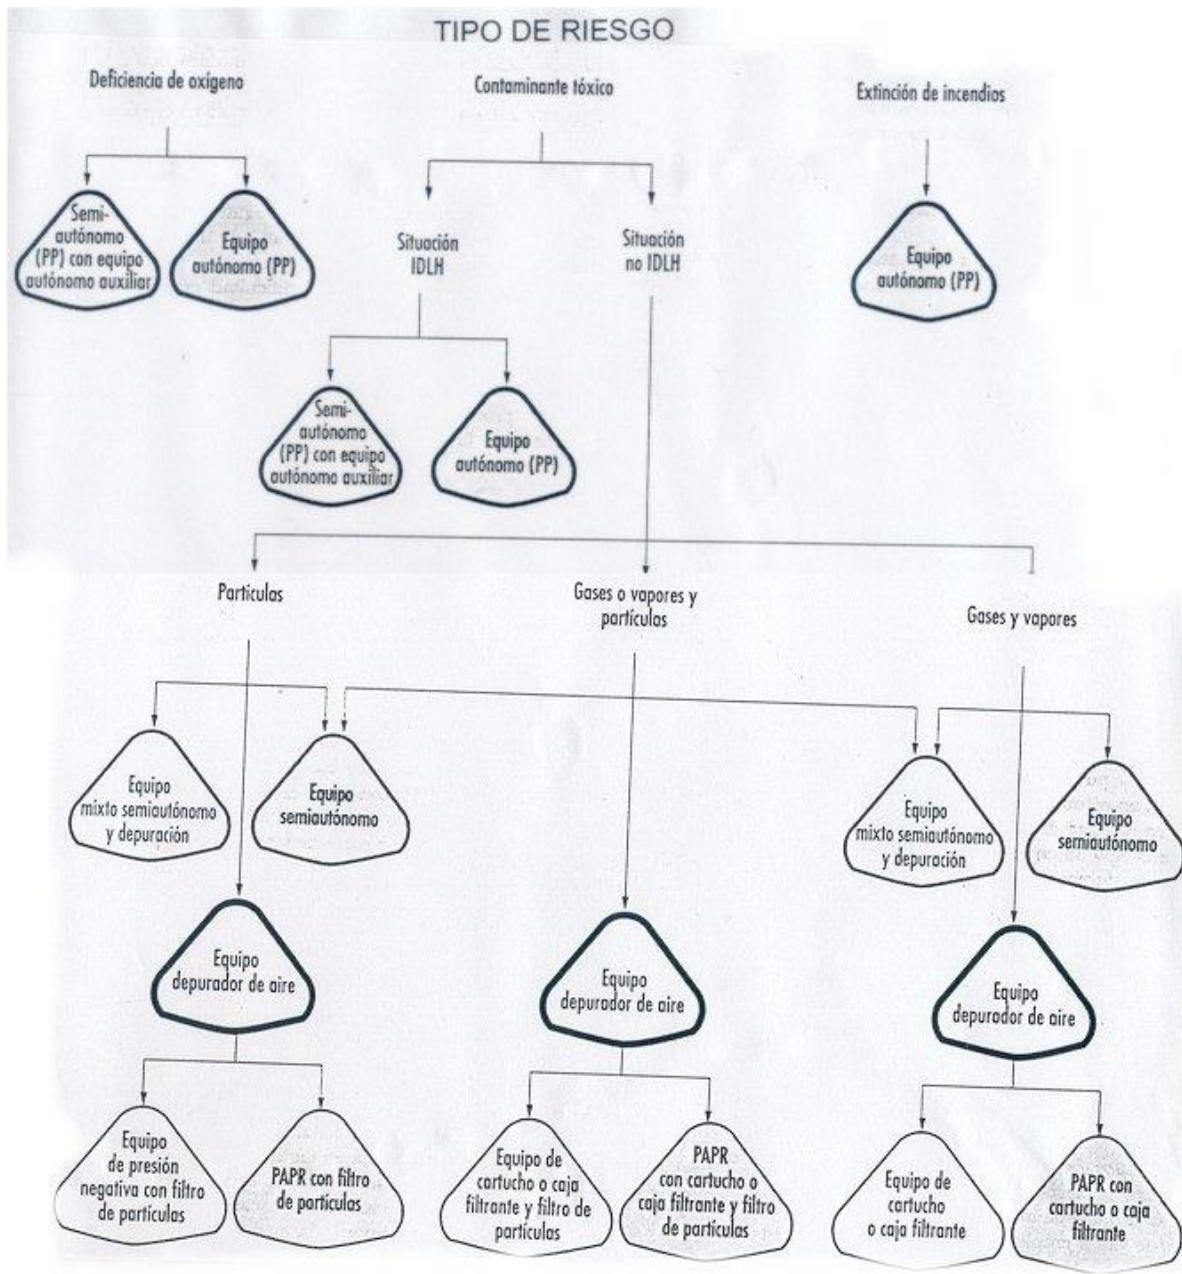 TIPO DE RIESGO
Deficiencia de oxígeno
Contaminante tóxico
Extinción de incendios
Semi-
autónomo
(PP) con equipo
autónomo auxiliar
Equipo
autónomo (PP)
Situación
IDLH
Situación
no IDLH
Equipo
autónomo (PP)
Semi-
autónomo
(PP) con equipo
autónomo auxiliar
Equipo
autónomo (PP)
Partículas
Gases o vapores y
partículas
Gases y vapores
Equipo
mixto semiautónomo
y depuración
Equipo
semiautónomo
Equipo
mixto semiautónomo
y depuración
Equipo
semiautónomo
Equipo
depurador de aire
Equipo
depurador de aire
Equipo
depurador de aire
Equipo
de presión
negativa con filtro
de partículas
PAPR con filtro
de partículas
Equipo de
cartucho o caja
filtrante y filtro de
partículas
PAPR
con cartucho o
caja filtrante y filtro
de partículas
Equipo de
cartucho
o caja filtrante
PAPR con
cartucho o caja
filtrante